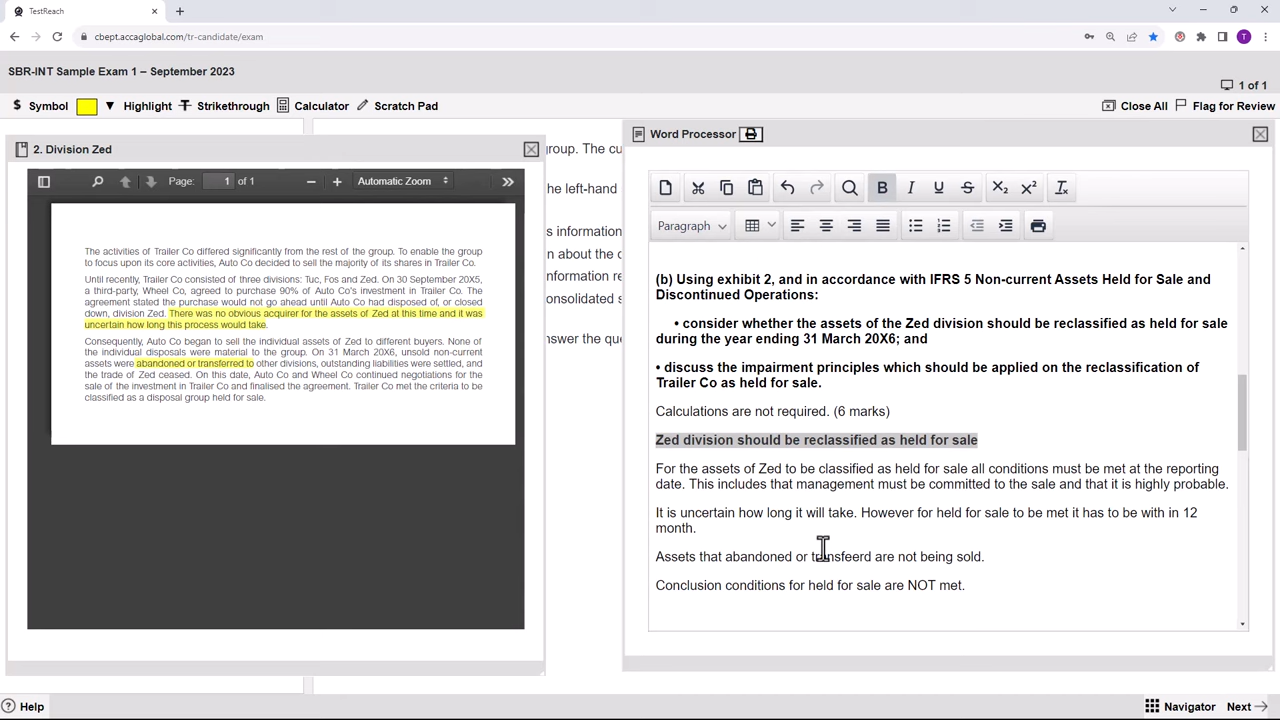 TestReach
cbept.accaglobal.com/tr-candidate/exam
SBR-INT Sample Exam 1 – September 2023
1 of 1
$ Symbol Highlight Strikethrough Calculator Scratch Pad
Close All Flag for Review
2. Division Zed
Page: 1 of 1 Automatic Zoom
The activities of Trailer Co differed significantly from the rest of the group. To enable the group
to focus upon its core activities, Auto Co decided to sell the majority of its shares in Trailer Co.
Until recently, Trailer Co consisted of three divisions: Tuc, Fos and Zed. On 30 September 20X5,
a third-party, Wheel Co, agreed to purchase 90% of Auto Co's investment in Trailer Co. The
agreement stated the purchase would not go ahead until Auto Co had disposed of, or closed
down, division Zed. There was no obvious acquirer for the assets of Zed at this time and it was
uncertain how long this process would take.
Consequently, Auto Co began to sell the individual assets of Zed to different buyers. None of
the individual disposals were material to the group. On 31 March 20X6, unsold non-current
assets were abandoned or transferred to other divisions, outstanding liabilities were settled, and
the trade of Zed ceased. On this date, Auto Co and Wheel Co continued negotiations for the
sale of the investment in Trailer Co and finalised the agreement. Trailer Co met the criteria to be
classified as a disposal group held for sale.
group. The cu
he left-hand
s information
n about the c
nformation re
onsolidated s
nswer the que
Word Processor
B I U S X₂ X² Iₓ
Paragraph
(b) Using exhibit 2, and in accordance with IFRS 5 Non-current Assets Held for Sale and
Discontinued Operations:
• consider whether the assets of the Zed division should be reclassified as held for sale
during the year ending 31 March 20X6; and
• discuss the impairment principles which should be applied on the reclassification of
Trailer Co as held for sale.
Calculations are not required. (6 marks)
Zed division should be reclassified as held for sale
For the assets of Zed to be classified as held for sale all conditions must be met at the reporting
date. This includes that management must be committed to the sale and that it is highly probable.
It is uncertain how long it will take. However for held for sale to be met it has to be with in 12
month.
Assets that abandoned or transfeerd are not being sold.
Conclusion conditions for held for sale are NOT met.
Help
Navigator Next